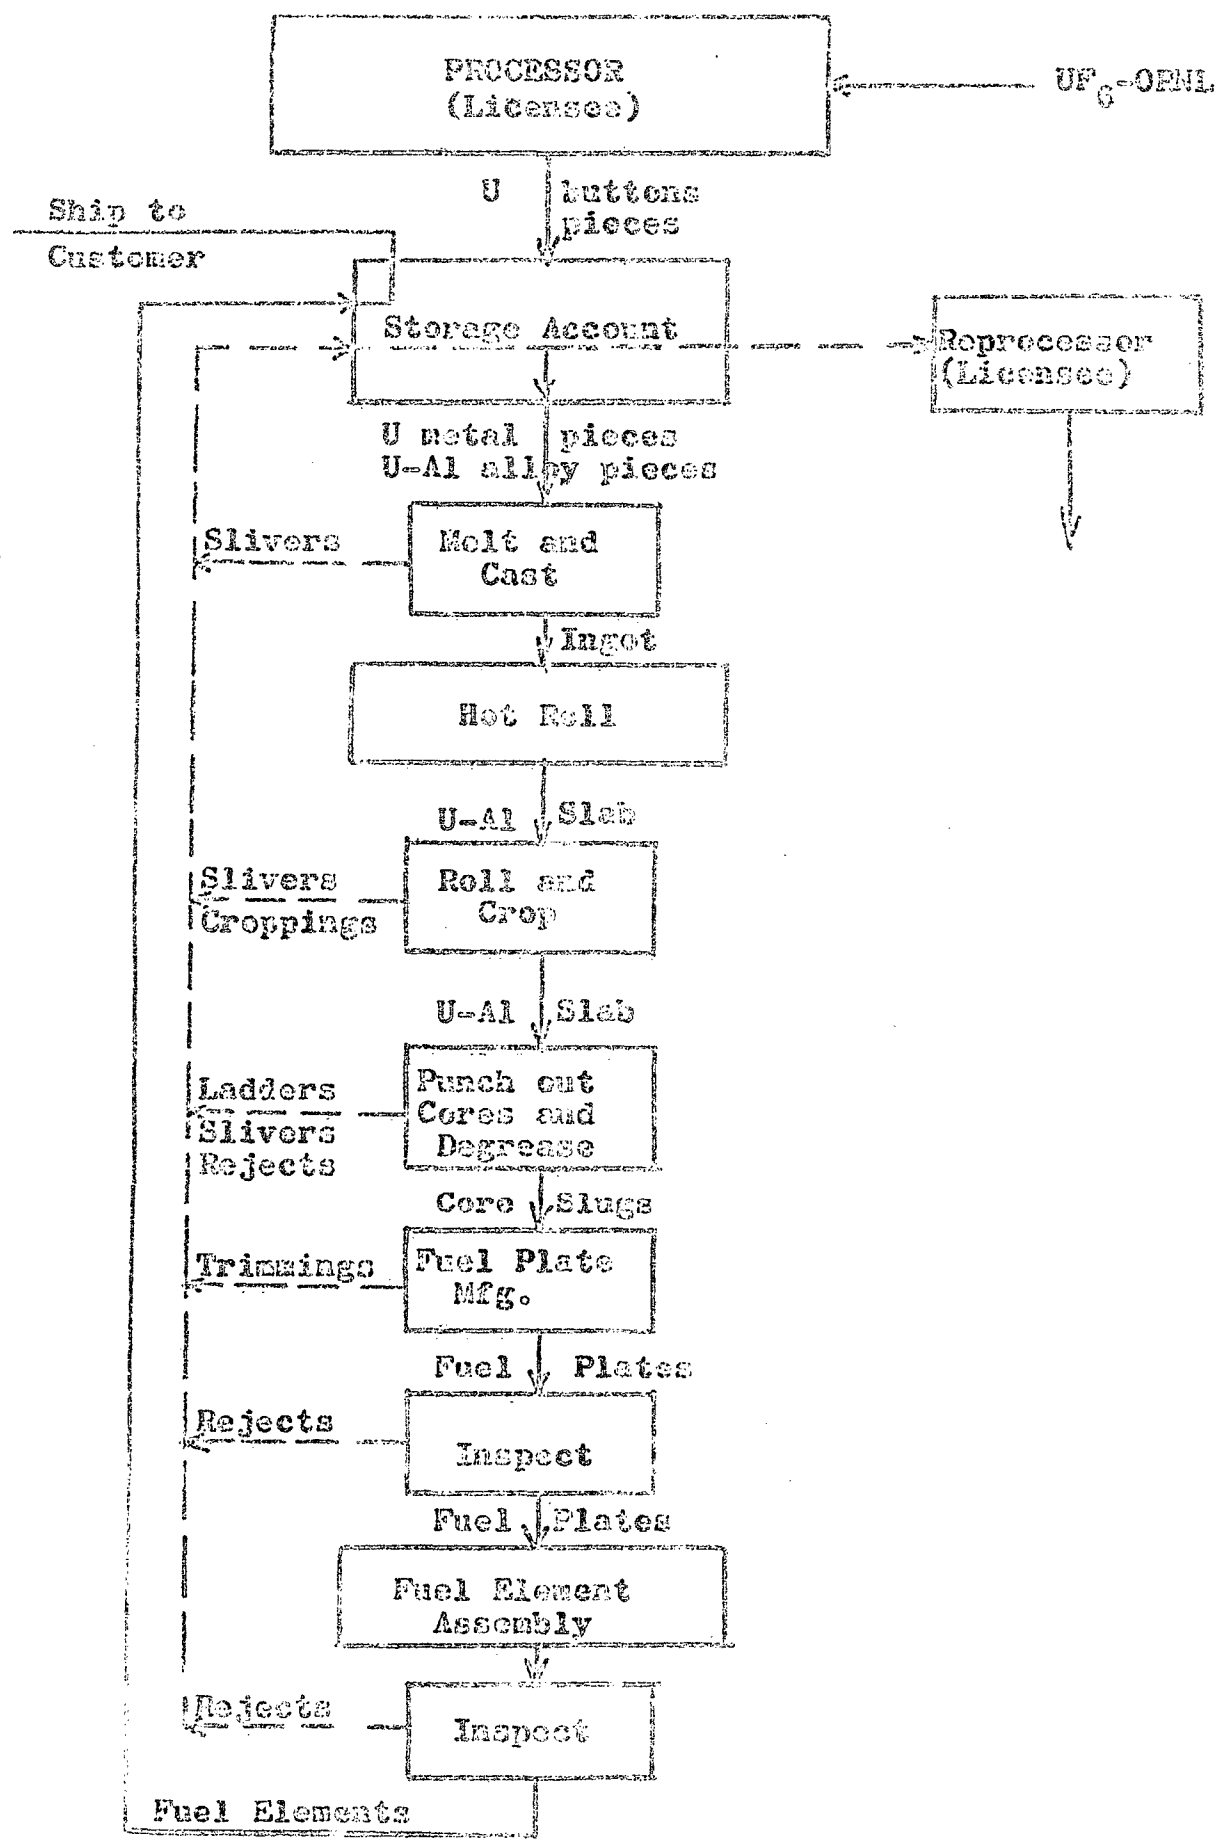 PROCESSOR
(Licensee)
UF6-ORNL
U buttons
pieces
Ship to
Customer
Storage Account
Reprocessor
(Licensee)
U metal pieces
U-Al alloy pieces
Slivers
Melt and
Cast
Ingot
Hot Roll
U-Al Slab
Slivers
Croppings
Roll and
Crop
U-Al Slab
Ladders
Slivers
Rejects
Punch out
Cores and
Degrease
Core Slugs
Trimmings
Fuel Plate
Mfg.
Fuel Plates
Rejects
Inspect
Fuel Plates
Fuel Element
Assembly
Rejects
Inspect
Fuel Elements